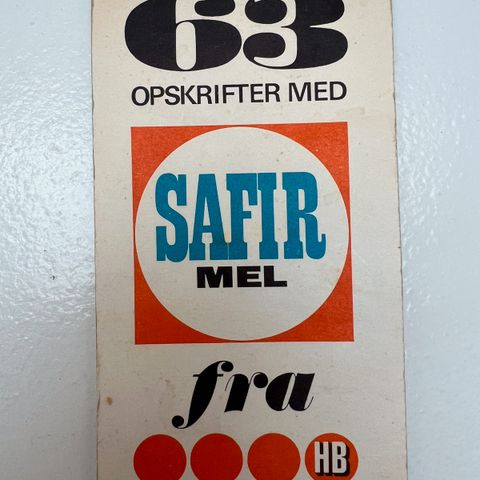 63
OPSKRIFTER MED
SAFIR
MEL
fra
HB